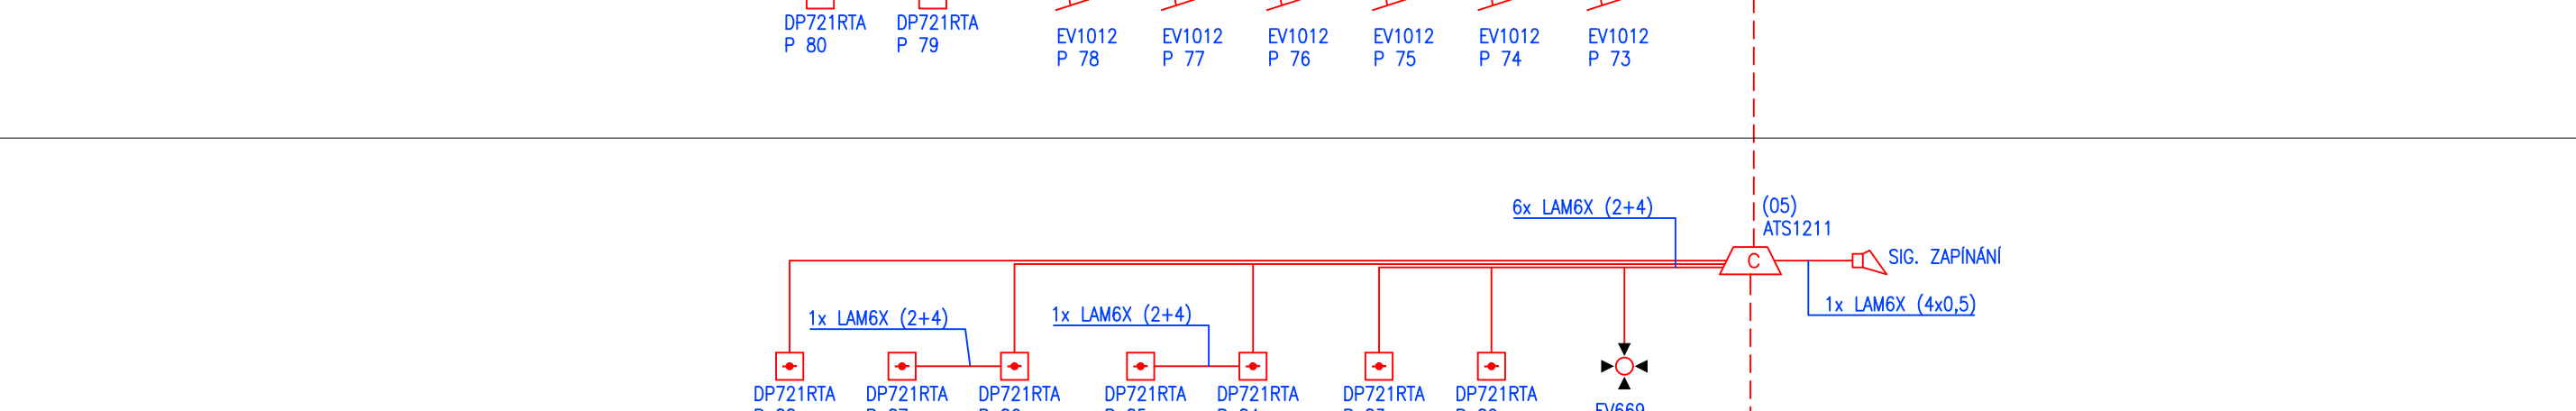 DP721RTA
P 80
DP721RTA
P 79
EV1012
P 78
EV1012
P 77
EV1012
P 76
EV1012
P 75
EV1012
P 74
EV1012
P 73
6x LAM6X (2+4)
(05)
ATS1211
C
SIG. ZAPÍNÁNÍ
1x LAM6X (4x0,5)
1x LAM6X (2+4)
1x LAM6X (2+4)
DP721RTA
DP721RTA
DP721RTA
DP721RTA
DP721RTA
DP721RTA
DP721RTA
EV669